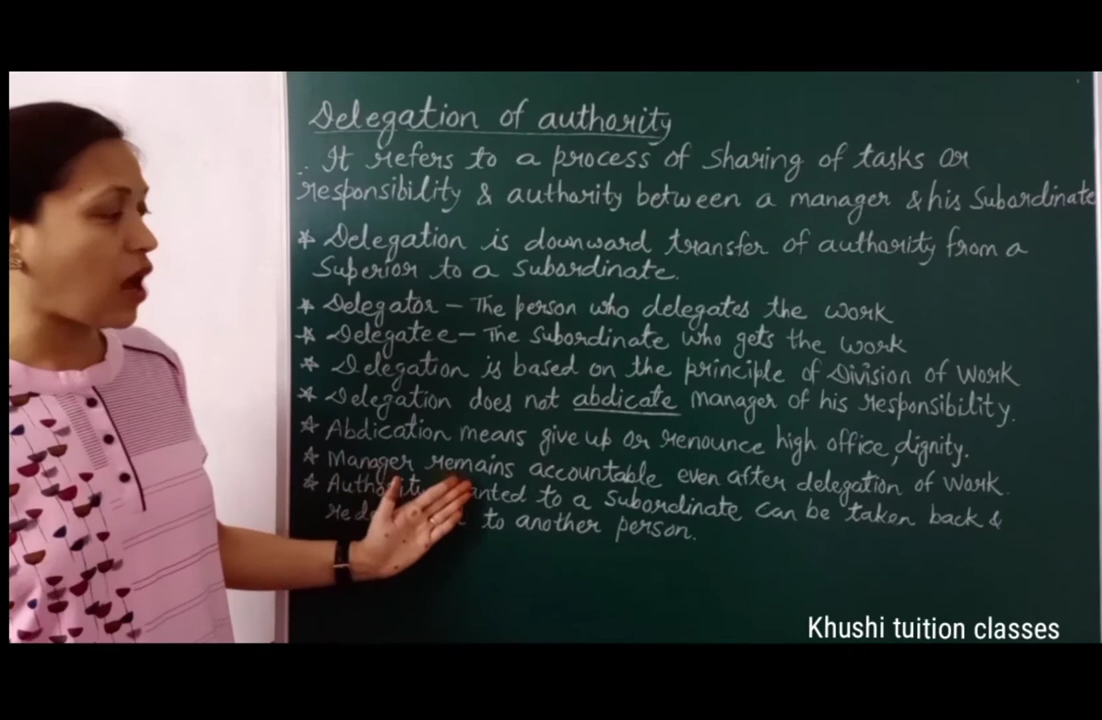 Delegation of authority
∴ It refers to a process of sharing of tasks or
responsibility & authority between a manager & his Subordinate
* Delegation is downward transfer of authority from a
Superior to a subordinate.
* Delegator – The person who delegates the work
* Delegatee – The subordinate who gets the work
* Delegation is based on the principle of Division of Work
* Delegation does not abdicate manager of his responsibility.
* Abdication means give up or renounce high office, dignity.
* Manager remains accountable even after delegation of work.
* to a subordinate can be taken back &
to another person.
Khushi tuition classes